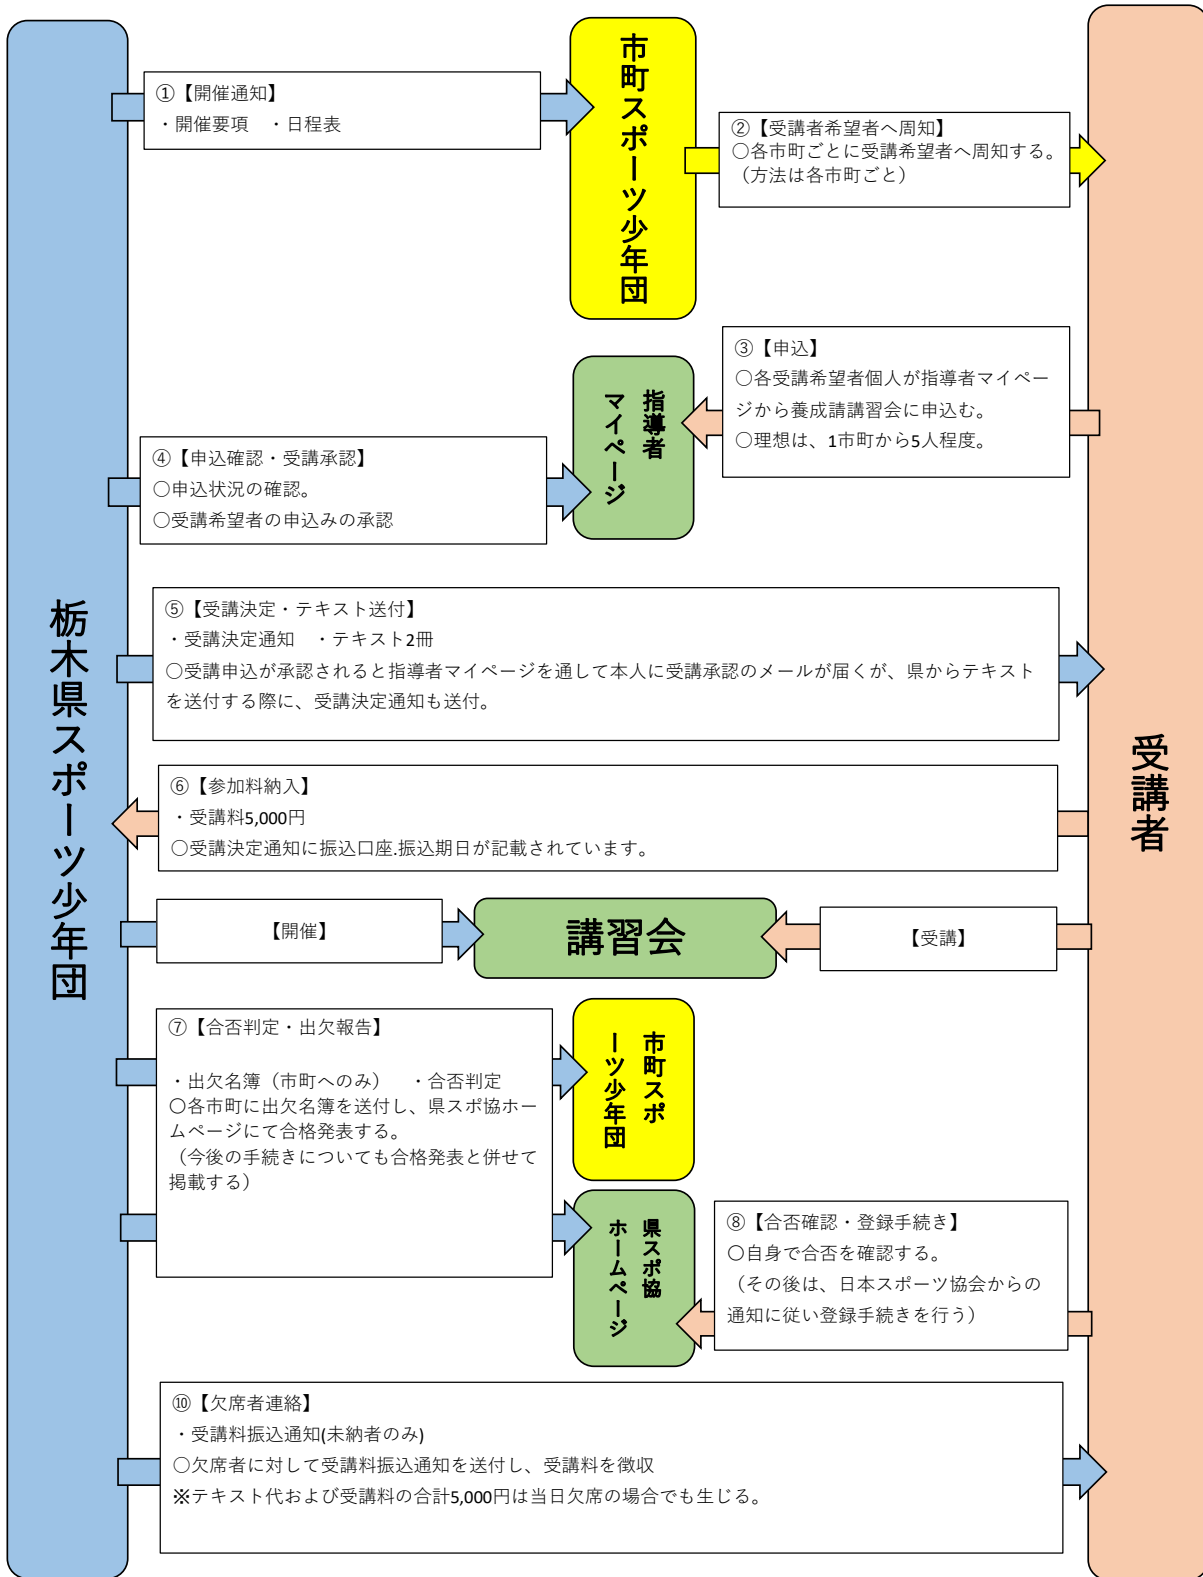 栃木県スポーツ少年団
市町スポーツ少年団
受講者
①【開催通知】
・開催要項　・日程表
②【受講者希望者へ周知】
〇各市町ごとに受講希望者へ周知する。
（方法は各市町ごと）
③【申込】
〇各受講希望者個人が指導者マイペー
ジから養成請講習会に申込む。
〇理想は、1市町から5人程度。
指導者
マイページ
④【申込確認・受講承認】
〇申込状況の確認。
〇受講希望者の申込みの承認
⑤【受講決定・テキスト送付】
・受講決定通知　・テキスト2冊
〇受講申込が承認されると指導者マイページを通して本人に受講承認のメールが届くが、県からテキスト
を送付する際に、受講決定通知も送付。
⑥【参加料納入】
・受講料5,000円
〇受講決定通知に振込口座.振込期日が記載されています。
【開催】
講習会
【受講】
⑦【合否判定・出欠報告】
・出欠名簿（市町へのみ）　・合否判定
〇各市町に出欠名簿を送付し、県スポ協ホー
ムページにて合格発表する。
（今後の手続きについても合格発表と併せて
掲載する）
市町スポ
ーツ少年団
県スポ協
ホームページ
⑧【合否確認・登録手続き】
〇自身で合否を確認する。
（その後は、日本スポーツ協会からの
通知に従い登録手続きを行う）
⑩【欠席者連絡】
・受講料振込通知(未納者のみ)
〇欠席者に対して受講料振込通知を送付し、受講料を徴収
※テキスト代および受講料の合計5,000円は当日欠席の場合でも生じる。